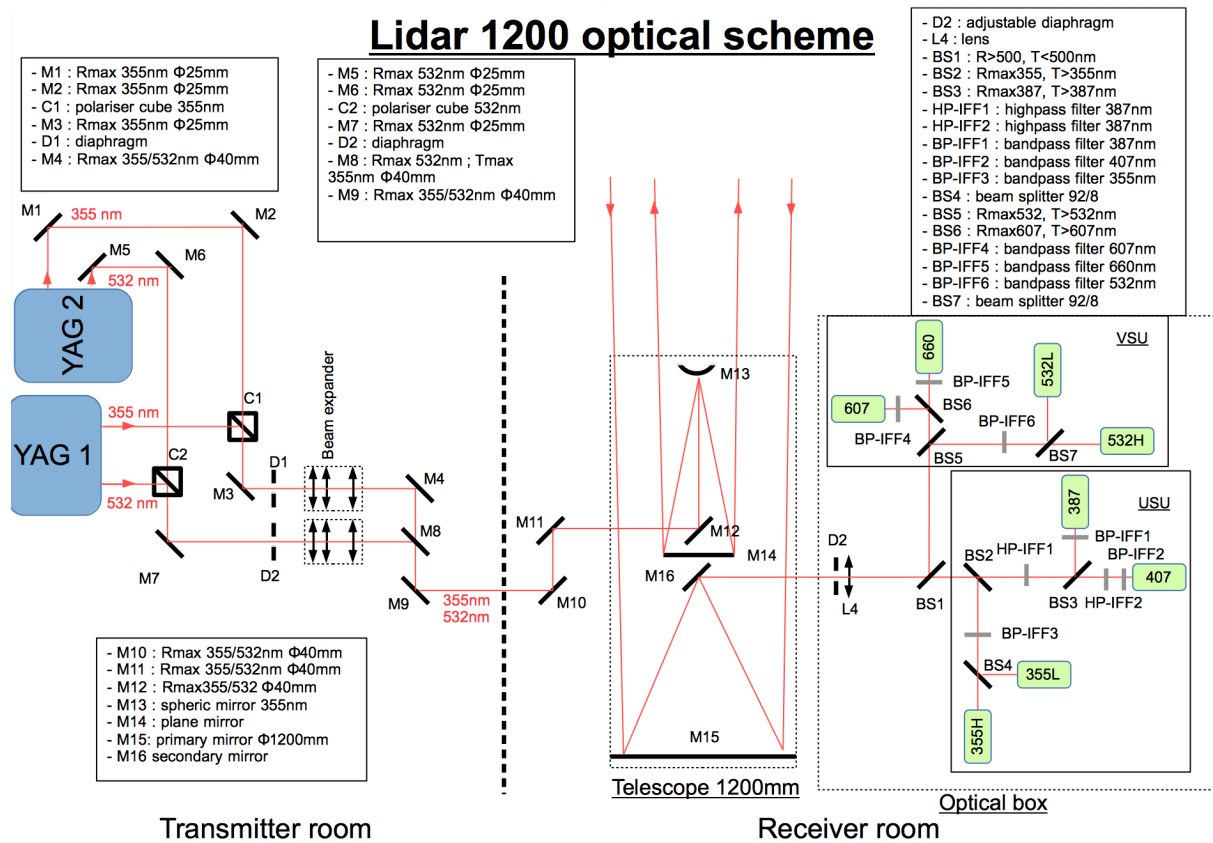 Lidar 1200 optical scheme
- M1 : Rmax 355nm Φ25mm
- M2 : Rmax 355nm Φ25mm
- C1 : polariser cube 355nm
- M3 : Rmax 355nm Φ25mm
- D1 : diaphragm
- M4 : Rmax 355/532nm Φ40mm
- M5 : Rmax 532nm Φ25mm
- M6 : Rmax 532nm Φ25mm
- C2 : polariser cube 532nm
- M7 : Rmax 532nm Φ25mm
- D2 : diaphragm
- M8 : Rmax 532nm ; Tmax
355nm Φ40mm
- M9 : Rmax 355/532nm Φ40mm
- D2 : adjustable diaphragm
- L4 : lens
- BS1 : R>500, T<500nm
- BS2 : Rmax355, T>355nm
- BS3 : Rmax387, T>387nm
- HP-IFF1 : highpass filter 387nm
- HP-IFF2 : highpass filter 387nm
- BP-IFF1 : bandpass filter 387nm
- BP-IFF2 : bandpass filter 407nm
- BP-IFF3 : bandpass filter 355nm
- BS4 : beam splitter 92/8
- BS5 : Rmax532, T>532nm
- BS6 : Rmax607, T>607nm
- BP-IFF4 : bandpass filter 607nm
- BP-IFF5 : bandpass filter 660nm
- BP-IFF6 : bandpass filter 532nm
- BS7 : beam splitter 92/8
M1
355 nm
M2
M5
M6
532 nm
YAG 2
YAG 1
355 nm
C1
C2
532 nm
M3
D1
Beam expander
M4
M8
M7
D2
M9
355nm
532nm
M11
M10
M13
M12
M14
M16
M15
Telescope 1200mm
D2
L4
BS1
VSU
660
BP-IFF5
532L
607
BS6
BP-IFF4
BP-IFF6
BS5
BS7
532H
USU
387
BS2
HP-IFF1
BP-IFF1
BP-IFF2
407
BS3
HP-IFF2
BP-IFF3
BS4
355L
355H
Optical box
- M10 : Rmax 355/532nm Φ40mm
- M11 : Rmax 355/532nm Φ40mm
- M12 : Rmax355/532 Φ40mm
- M13 : spheric mirror 355nm
- M14 : plane mirror
- M15: primary mirror Φ1200mm
- M16 secondary mirror
Transmitter room
Receiver room